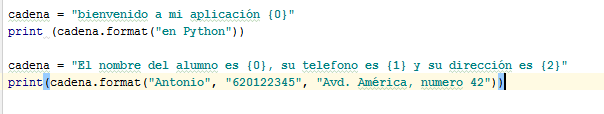 cadena = "bienvenido a mi aplicación {0}"
print (cadena.format("en Python"))
cadena = "El nombre del alumno es {0}, su telefono es {1} y su dirección es {2}"
print(cadena.format("Antonio", "620122345", "Avd. América, numero 42"))